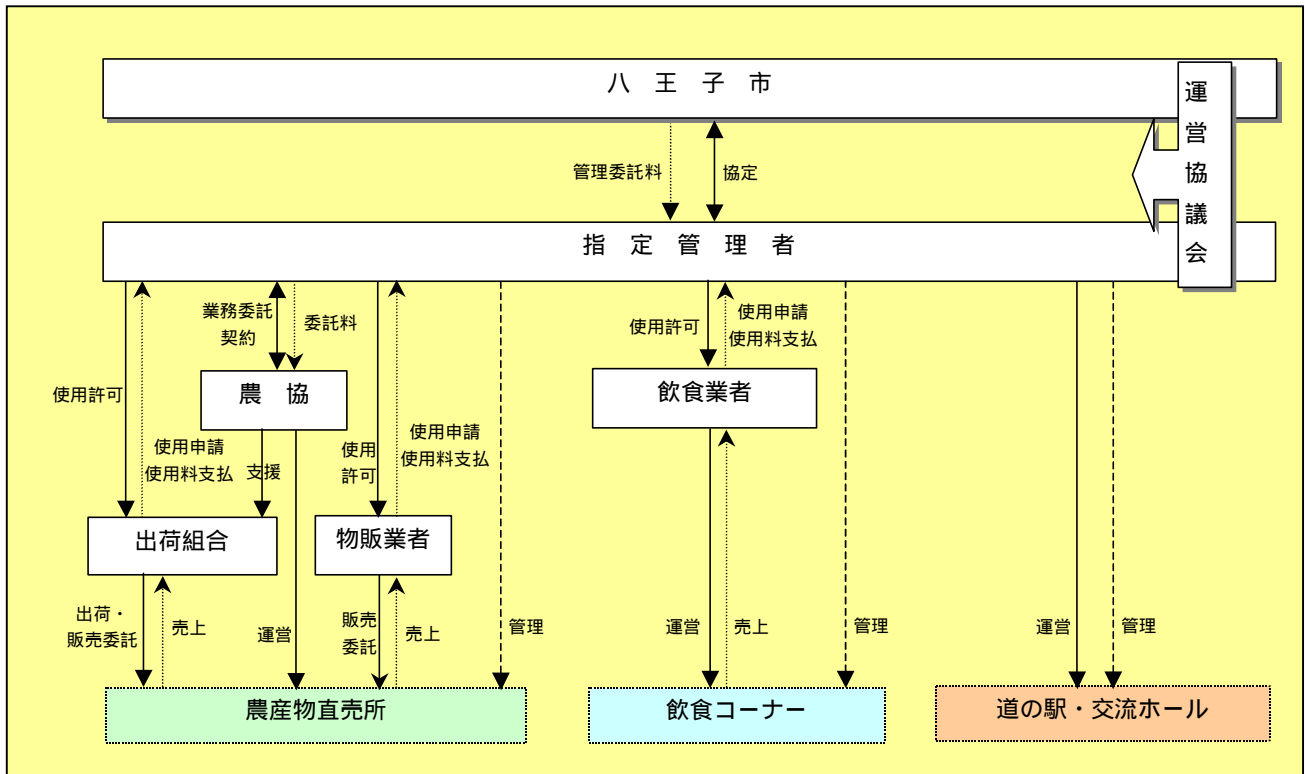 八　王　子　市
運営協議会
管理委託料
協定
指　定　管　理　者
業務委託
契約
委託料
使用許可
使用申請
使用料支払
使用許可
農　協
飲食業者
使用申請
使用料支払
支援
使用
許可
使用申請
使用料支払
出荷組合
物販業者
出荷・
販売委託
売上
運営
販売
委託
売上
管理
運営
売上
管理
運営
管理
農産物直売所
飲食コーナー
道の駅・交流ホール